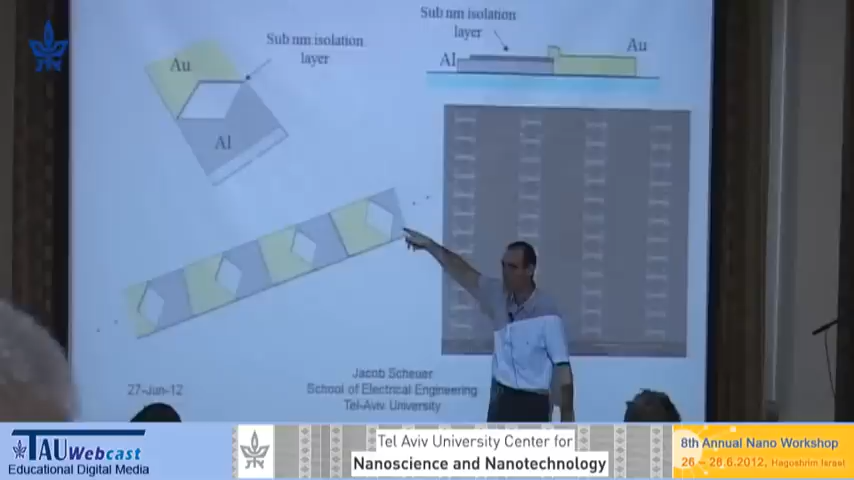 Au
Sub nm isolation
layer
Al
Sub nm isolation
layer
Al
Au
27-Jun-12
Jacob Scheuer
School of Electrical Engineering
Tel-Aviv University
TAU Webcast
Educational Digital Media
Tel Aviv University Center for
Nanoscience and Nanotechnology
8th Annual Nano Workshop
26 - 28.6.2012, Hagoshrim Israel